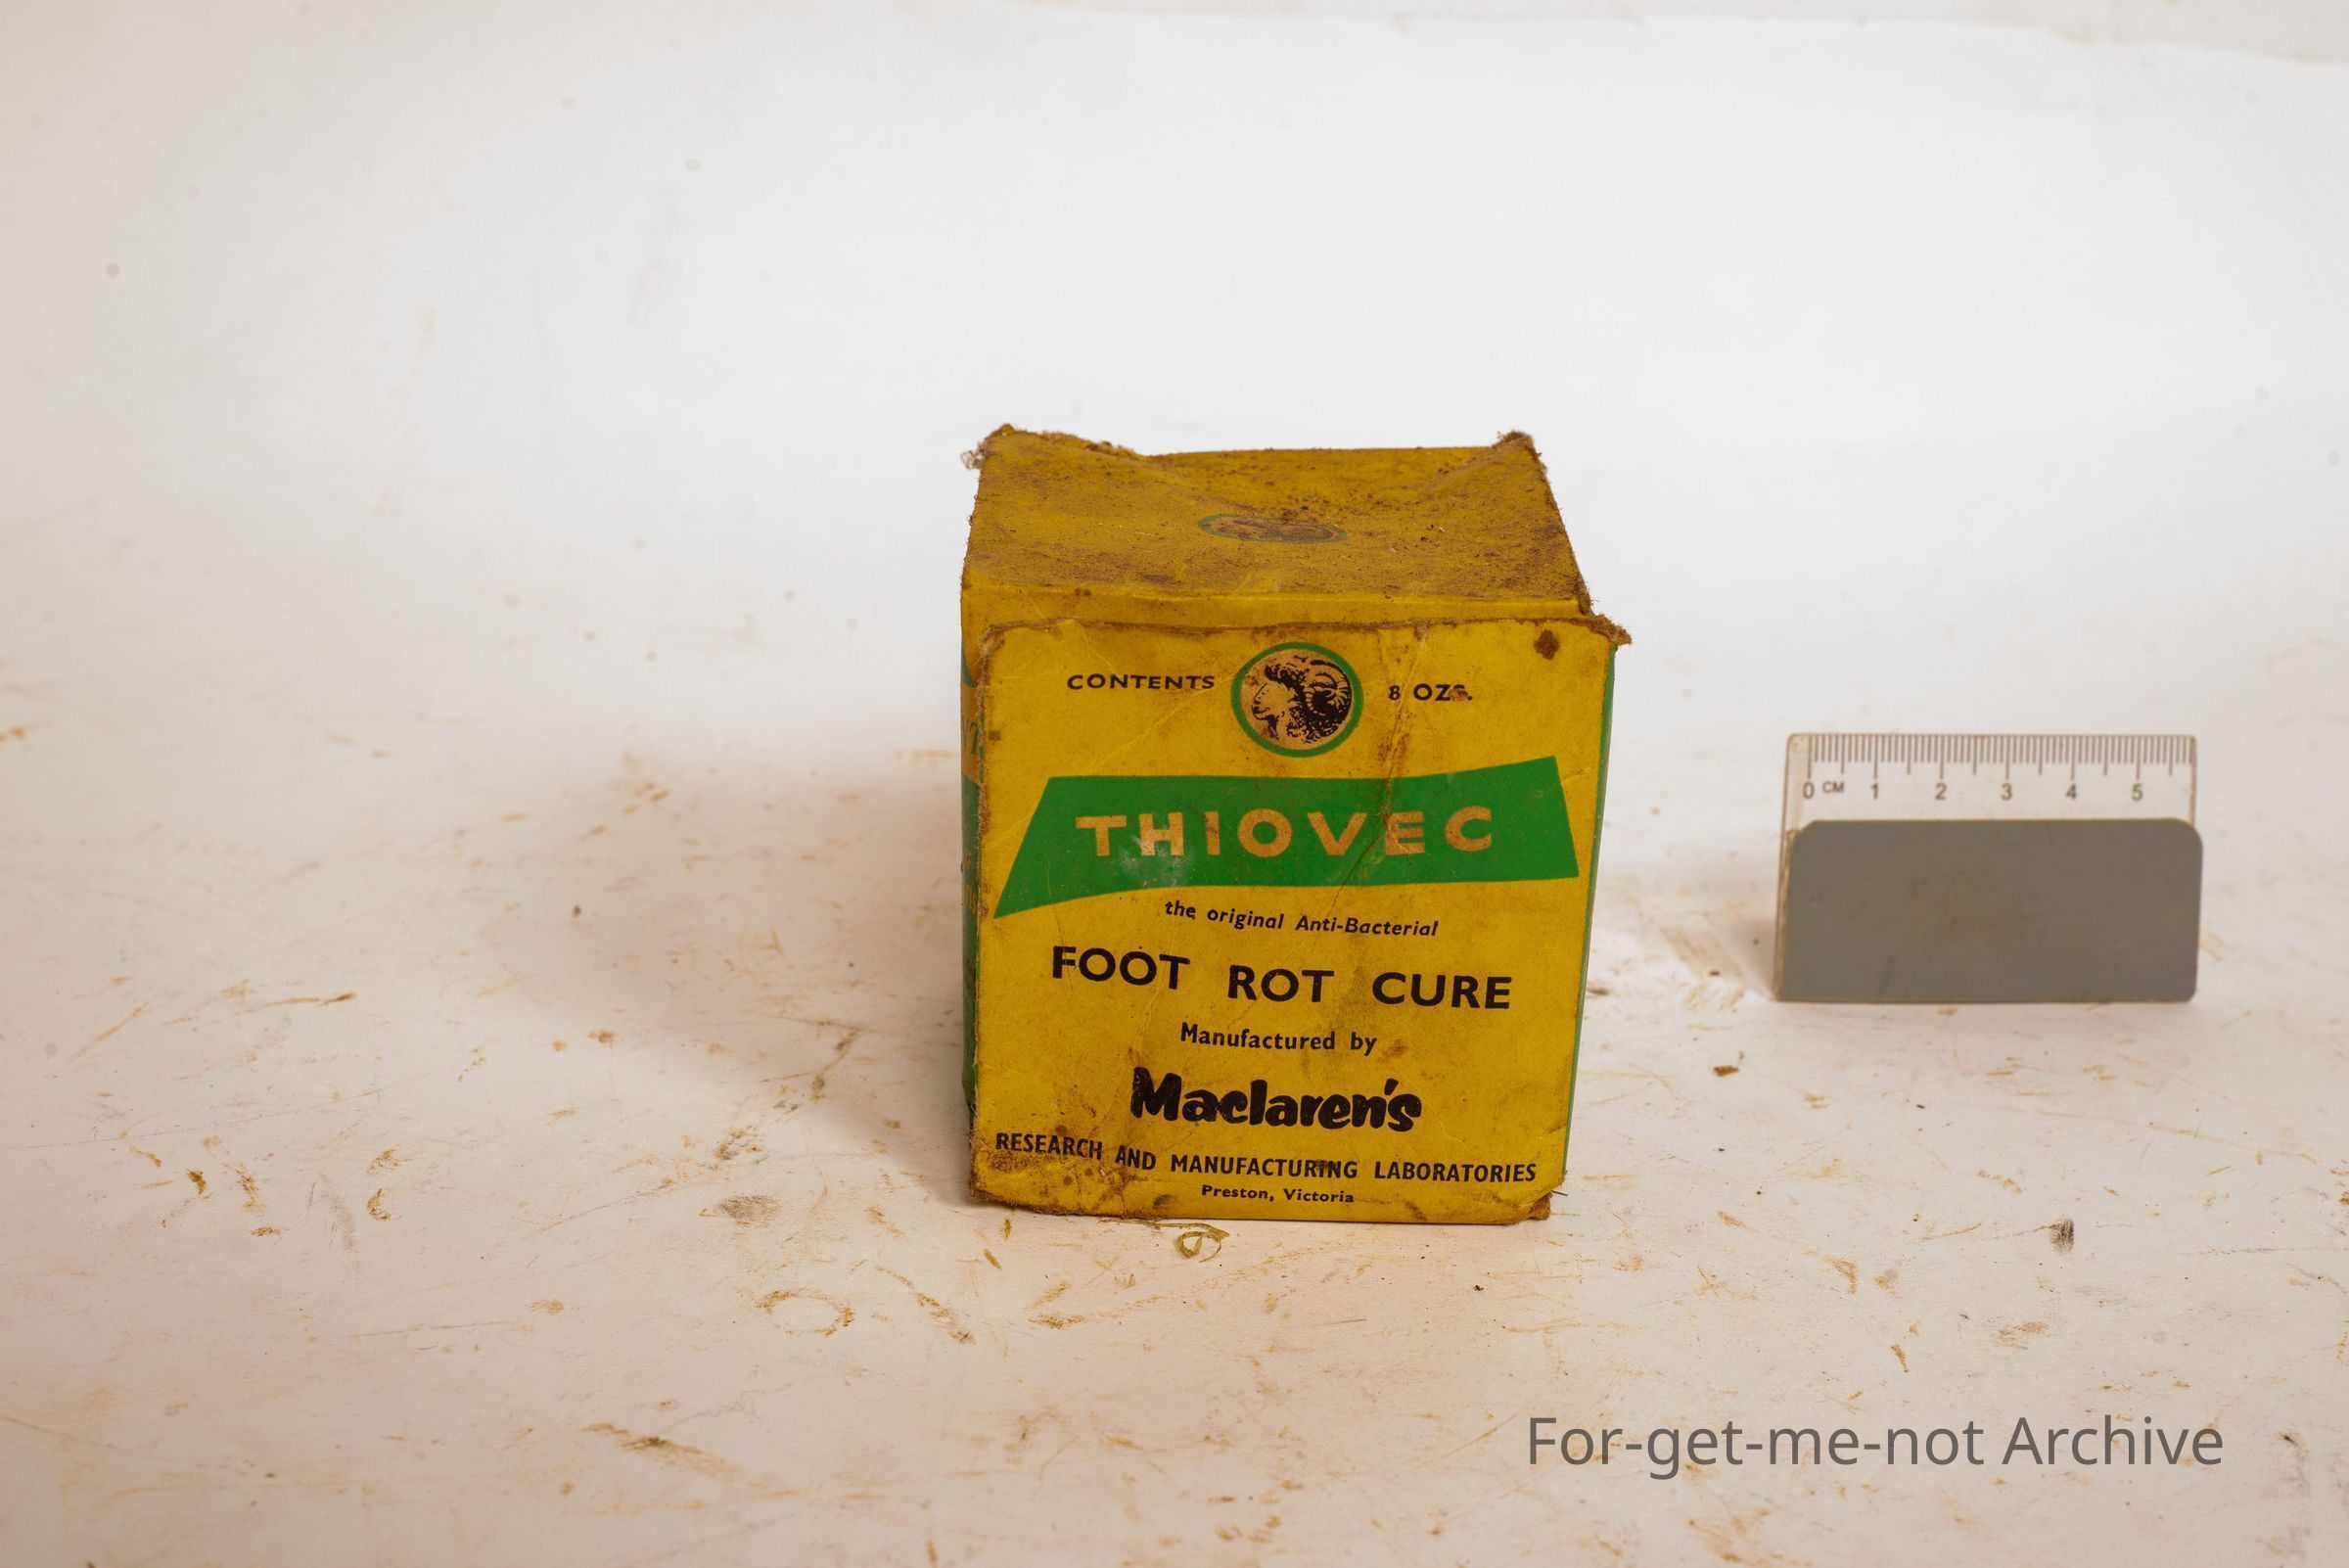 CONTENTS 8 OZS.
THIOVEC
the original Anti-Bacterial
FOOT ROT CURE
Manufactured by
Maclaren's
RESEARCH AND MANUFACTURING LABORATORIES
Preston, Victoria
0 CM 1 2 3 4 5
For-get-me-not Archive